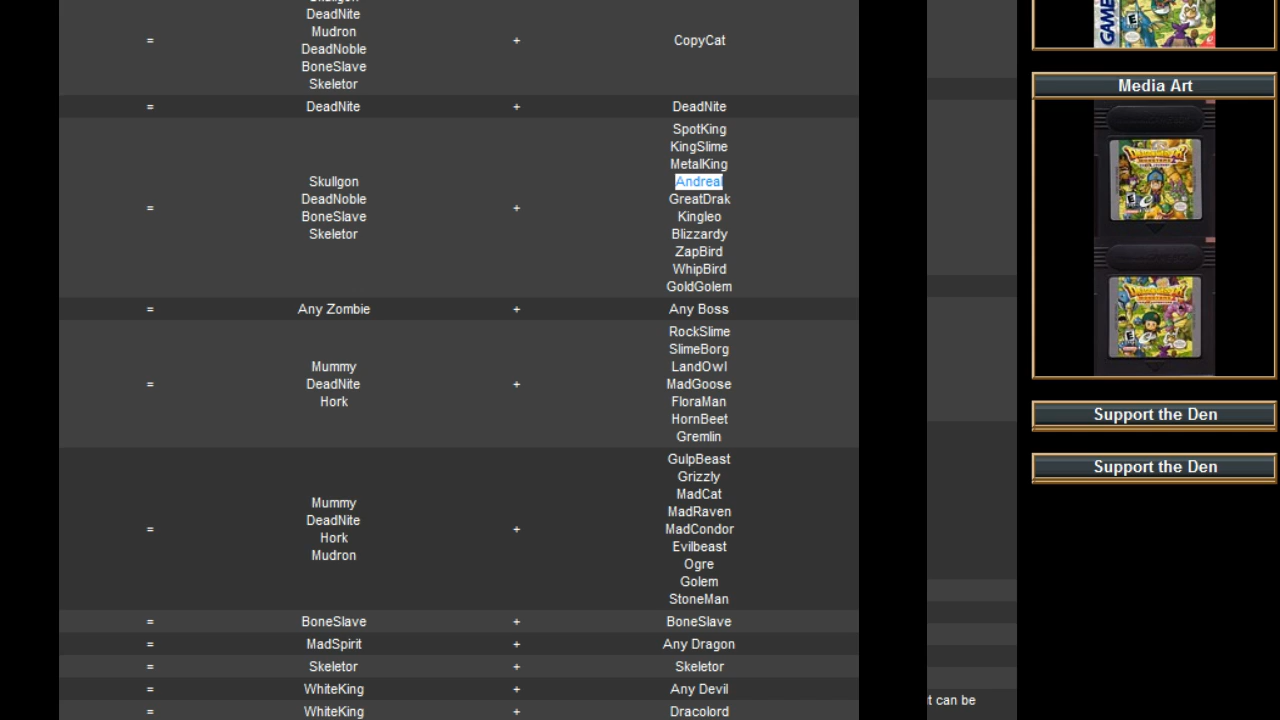 Skullgon
DeadNite
Mudron
DeadNoble
BoneSlave
Skeletor
=
+
CopyCat
= DeadNite + DeadNite
=
Skullgon
DeadNoble
BoneSlave
Skeletor
+
SpotKing
KingSlime
MetalKing
Andreal
GreatDrak
Kingleo
Blizzardy
ZapBird
WhipBird
GoldGolem
= Any Zombie + Any Boss
=
Mummy
DeadNite
Hork
+
RockSlime
SlimeBorg
LandOwl
MadGoose
FloraMan
HornBeet
Gremlin
=
Mummy
DeadNite
Hork
Mudron
+
GulpBeast
Grizzly
MadCat
MadRaven
MadCondor
Evilbeast
Ogre
Golem
StoneMan
= BoneSlave + BoneSlave
= MadSpirit + Any Dragon
= Skeletor + Skeletor
= WhiteKing + Any Devil
= WhiteKing + Dracolord
t can be
GAME
Media Art
Support the Den
Support the Den